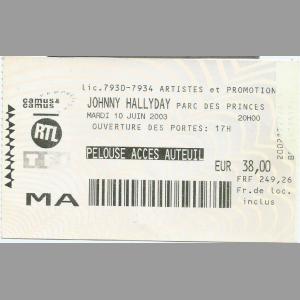 lic.7930-7934 ARTISTES et PROMOTION
camus&
camus
JOHNNY HALLYDAY PARC DES PRINCES
MARDI 10 JUIN 2003 20H00
OUVERTURE DES PORTES: 17H
RTL
PELOUSE ACCES AUTEUIL
EUR 38,00
FRF 249,26
Fr.de loc.
inclus
MA